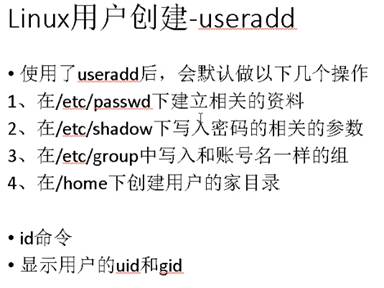 Linux用户创建-useradd
• 使用了useradd后，会默认做以下几个操作
1、在/etc/passwd下建立相关的资料
2、在/etc/shadow下写入密码的相关的参数
3、在/etc/group中写入和账号名一样的组
4、在/home下创建用户的家目录
• id命令
• 显示用户的uid和gid